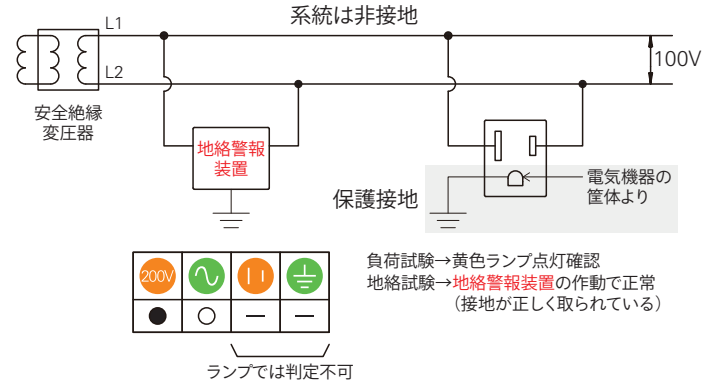 系統は非接地
L1
L2
100V
安全絶縁
変圧器
地絡警報
装置
保護接地
電気機器の
筐体より
200V
負荷試験→黄色ランプ点灯確認
地絡試験→地絡警報装置の作動で正常
（接地が正しく取られている）
ランプでは判定不可